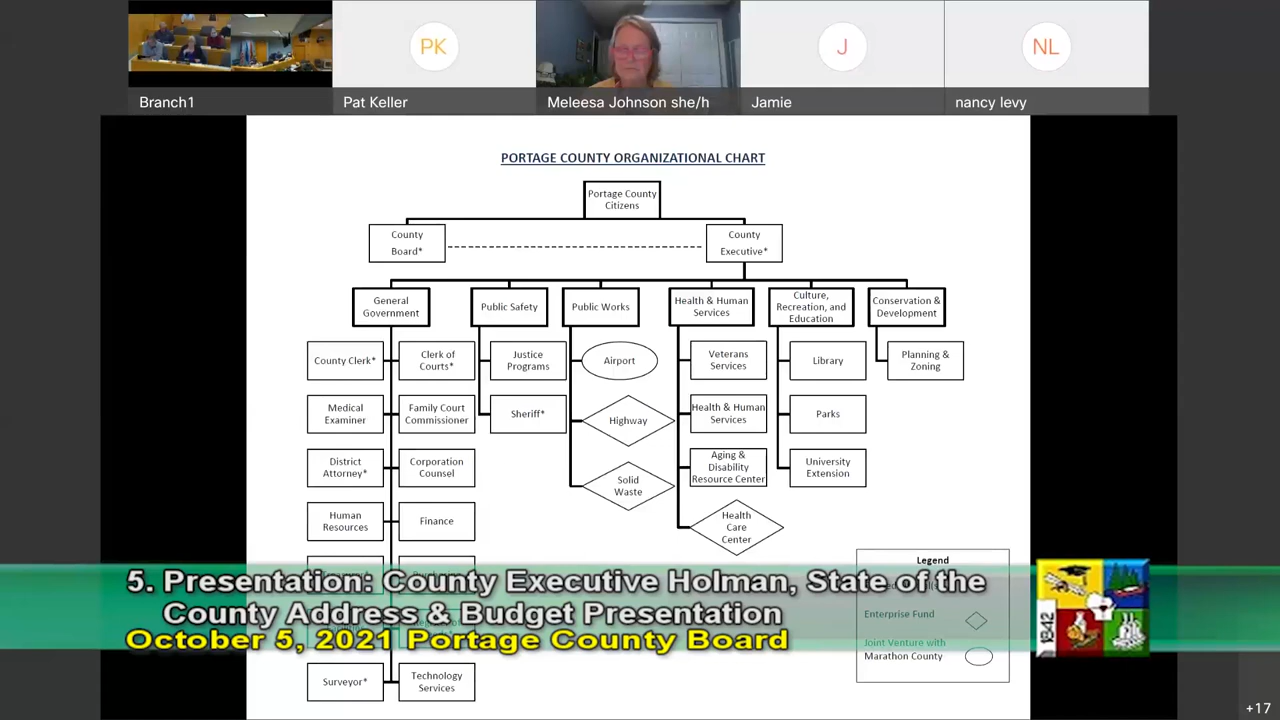 Branch1
PK
Pat Keller
Meleesa Johnson she/h
J
Jamie
NL
nancy levy
PORTAGE COUNTY ORGANIZATIONAL CHART
Portage County
Citizens
County
Board*
County
Executive*
General
Government
Public Safety
Public Works
Health & Human
Services
Culture,
Recreation, and
Education
Conservation &
Development
County Clerk*
Clerk of
Courts*
Justice
Programs
Airport
Veterans
Services
Library
Planning &
Zoning
Medical
Examiner
Family Court
Commissioner
Sheriff*
Highway
Health & Human
Services
Parks
District
Attorney*
Corporation
Counsel
Solid
Waste
Aging &
Disability
Resource Center
University
Extension
Human
Resources
Finance
Health
Care
Center
Legend
Enterprise Fund
Joint Venture with
Marathon County
5. Presentation: County Executive Holman, State of the
County Address & Budget Presentation
October 5, 2021 Portage County Board
1842
Surveyor*
Technology
Services
+17